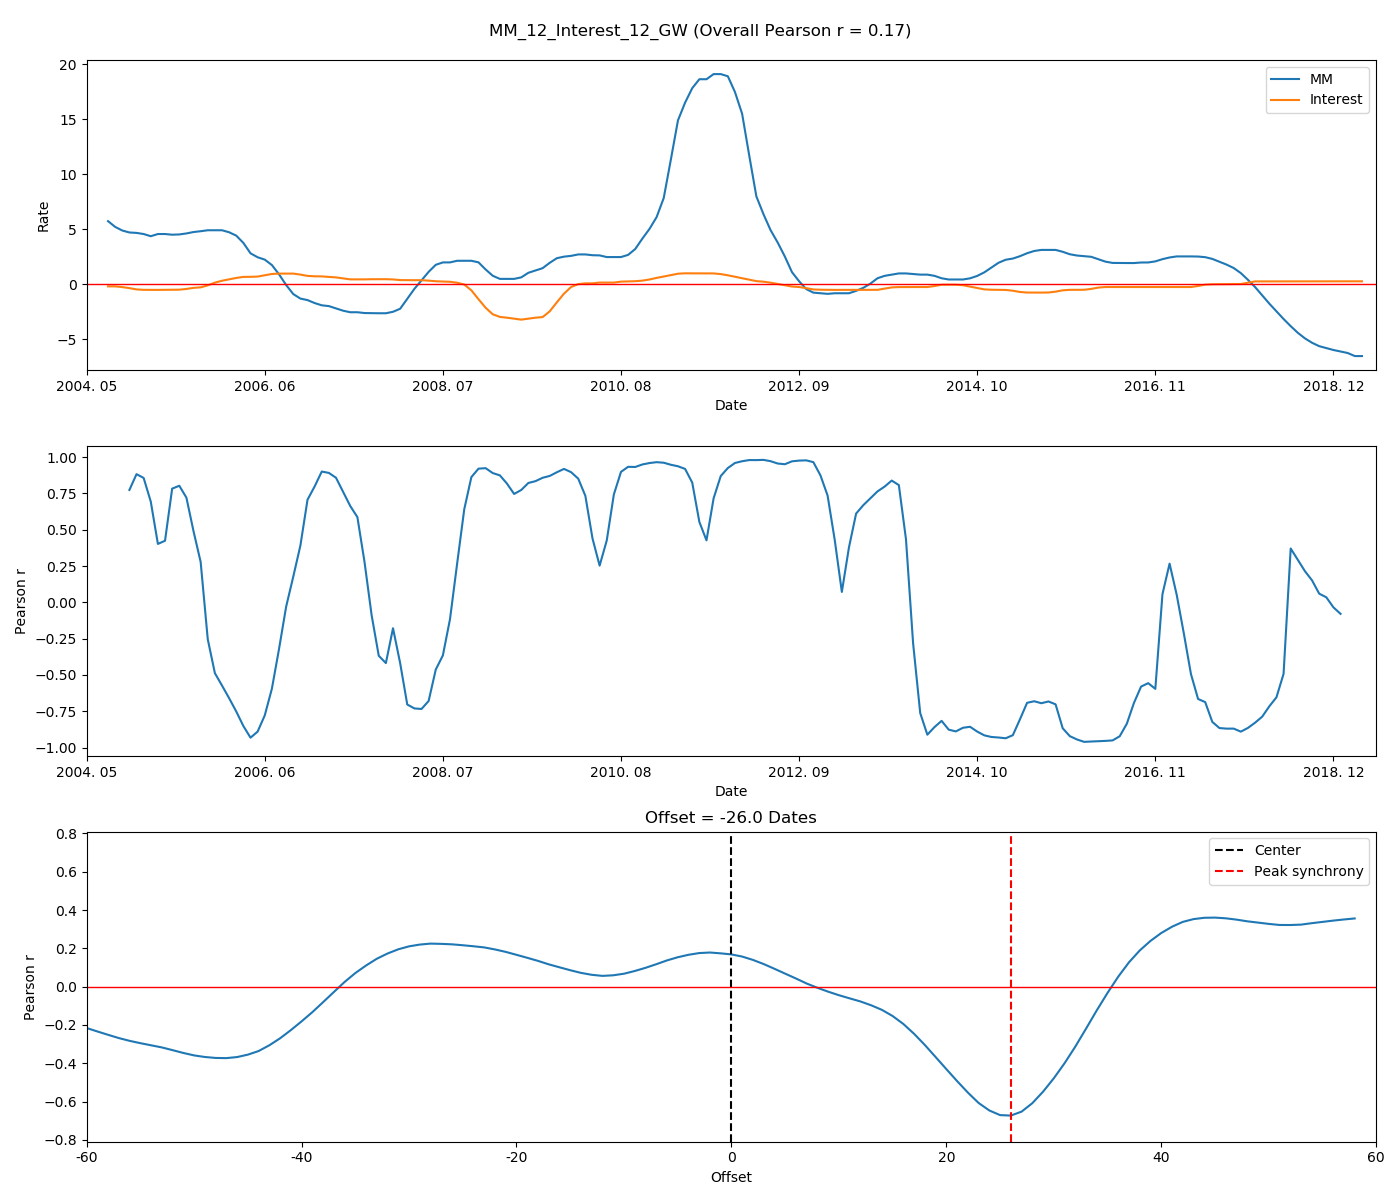 MM_12_Interest_12_GW (Overall Pearson r = 0.17)
20
15
10
5
0
−5
Rate
MM
Interest
2004. 05 2006. 06 2008. 07 2010. 08 2012. 09 2014. 10 2016. 11 2018. 12
Date
1.00
0.75
0.50
0.25
0.00
−0.25
−0.50
−0.75
−1.00
Pearson r
2004. 05 2006. 06 2008. 07 2010. 08 2012. 09 2014. 10 2016. 11 2018. 12
Date
Offset = -26.0 Dates
0.8
0.6
0.4
0.2
0.0
−0.2
−0.4
−0.6
−0.8
Pearson r
Center
Peak synchrony
-60 -40 -20 0 20 40 60
Offset